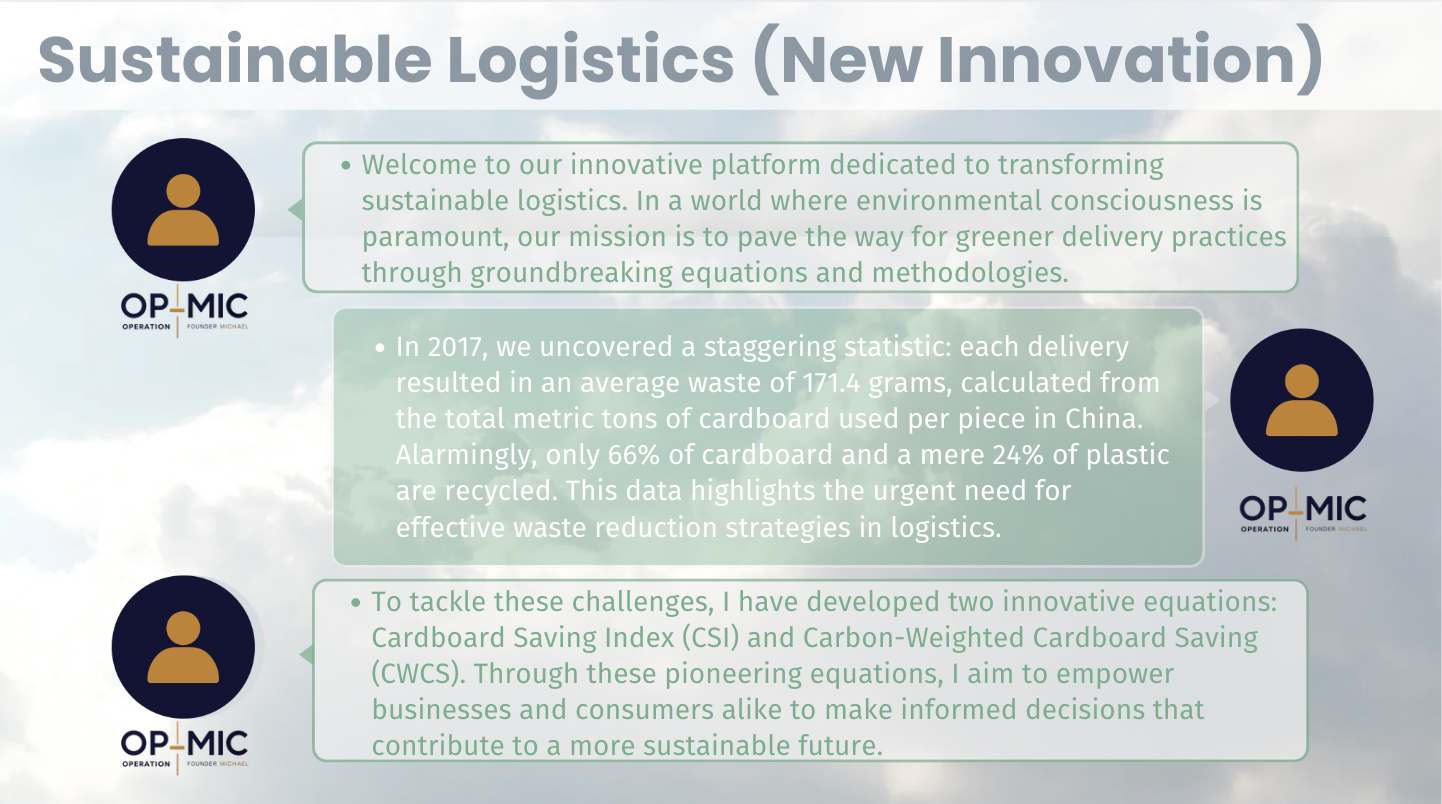 Sustainable Logistics (New Innovation)
• Welcome to our innovative platform dedicated to transforming
sustainable logistics. In a world where environmental consciousness is
paramount, our mission is to pave the way for greener delivery practices
through groundbreaking equations and methodologies.
OP MIC
OPERATION FOUNDER MICHAEL
• In 2017, we uncovered a staggering statistic: each delivery
resulted in an average waste of 171.4 grams, calculated from
the total metric tons of cardboard used per piece in China.
Alarmingly, only 66% of cardboard and a mere 24% of plastic
are recycled. This data highlights the urgent need for
effective waste reduction strategies in logistics.
OP MIC
OPERATION FOUNDER MICHAEL
• To tackle these challenges, I have developed two innovative equations:
Cardboard Saving Index (CSI) and Carbon-Weighted Cardboard Saving
(CWCS). Through these pioneering equations, I aim to empower
businesses and consumers alike to make informed decisions that
contribute to a more sustainable future.
OP MIC
OPERATION FOUNDER MICHAEL